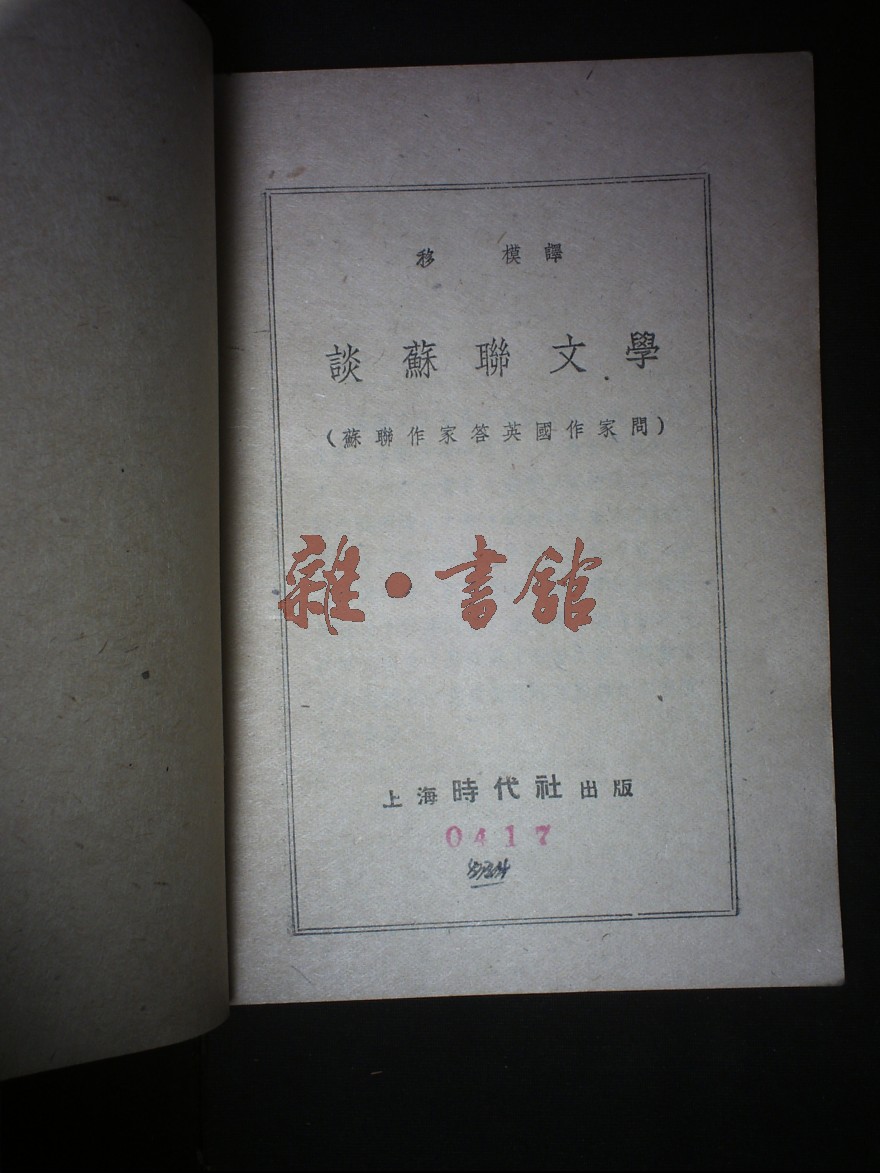 移模譯
談蘇聯文學
（蘇聯作家答英國作家問）
雜·書館
上海時代社出版
0417